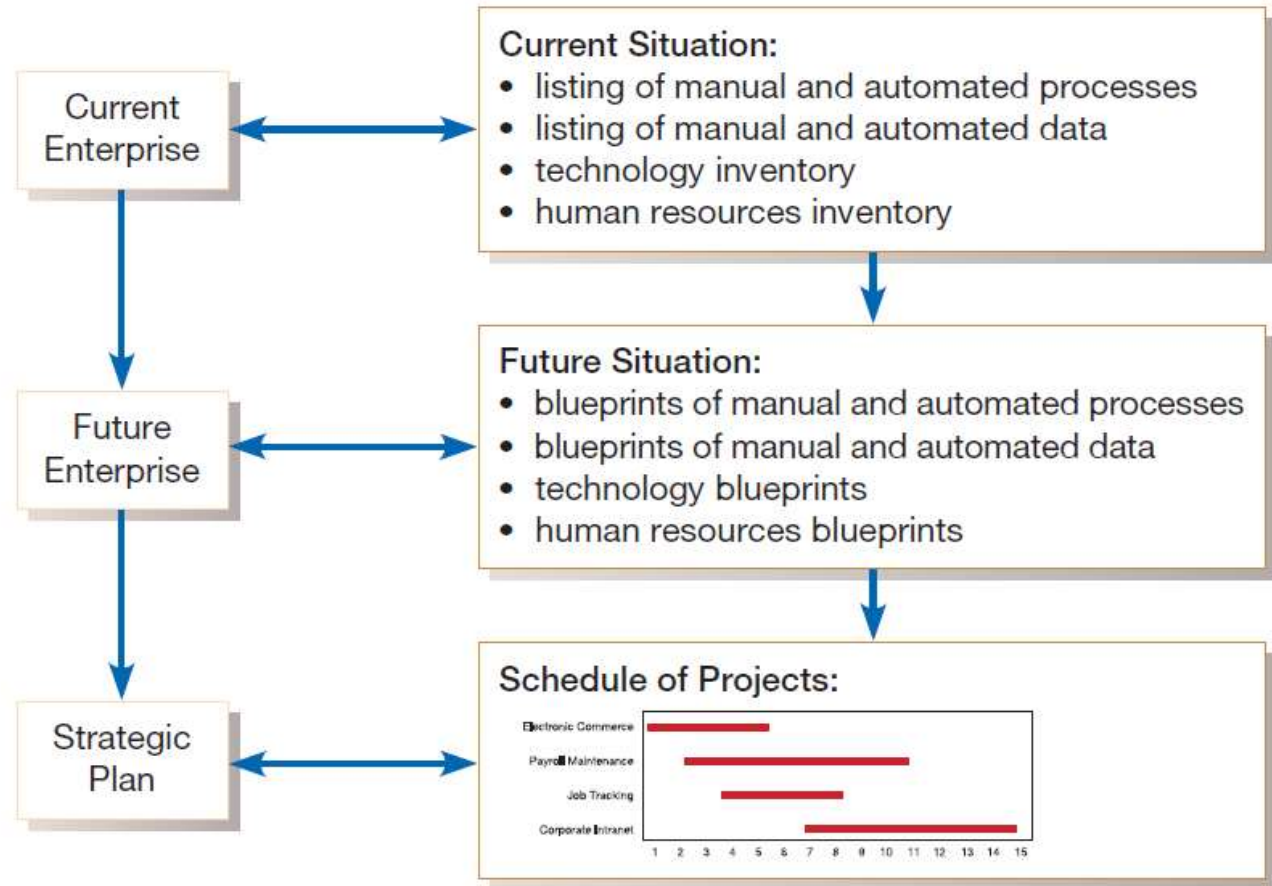 Current
Enterprise
Current Situation:
• listing of manual and automated processes
• listing of manual and automated data
• technology inventory
• human resources inventory
Future
Enterprise
Future Situation:
• blueprints of manual and automated processes
• blueprints of manual and automated data
• technology blueprints
• human resources blueprints
Strategic
Plan
Schedule of Projects:
Electronic Commerce
Payroll Maintenance
Job Tracking
Corporate Intranet
1 2 3 4 5 6 7 8 9 10 11 12 13 14 15